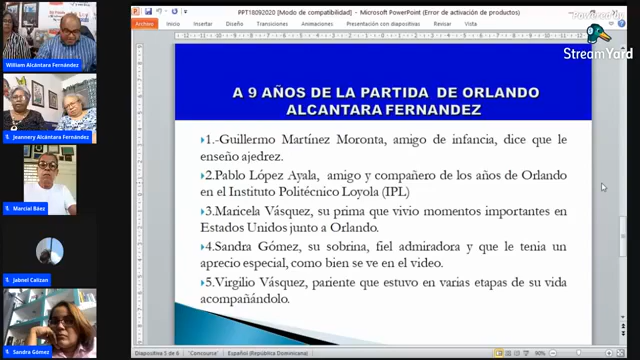 PPT18092020 [Modo de compatibilidad] - Microsoft PowerPoint (Error de activación de productos)
Archivo Inicio Insertar Diseño Transiciones Animaciones Presentación con diapositivas Revisar Vista
StreamYard
A 9 AÑOS DE LA PARTIDA DE ORLANDO
ALCANTARA FERNANDEZ
1.-Guillermo Martínez Moronta, amigo de infancia, dice que le
enseño ajedrez.
2.Pablo López Ayala, amigo y compañero de los años de Orlando
en el Instituto Politécnico Loyola (IPL)
3.Maricela Vásquez, su prima que vivio momentos importantes en
Estados Unidos junto a Orlando.
4.Sandra Gómez, su sobrina, fiel admiradora y que le tenia un
aprecio especial, como bien se ve en el video.
5.Virgilio Vásquez, pariente que estuvo en varias etapas de su vida
acompañándolo.
William Alcántara Fernández
Jeannery Alcántara Fernández
Marcial Báez
Jabnel Calizan
Sandra Gómez
Diapositiva 5 de 6 "Concourse" Español (República Dominicana) 90%